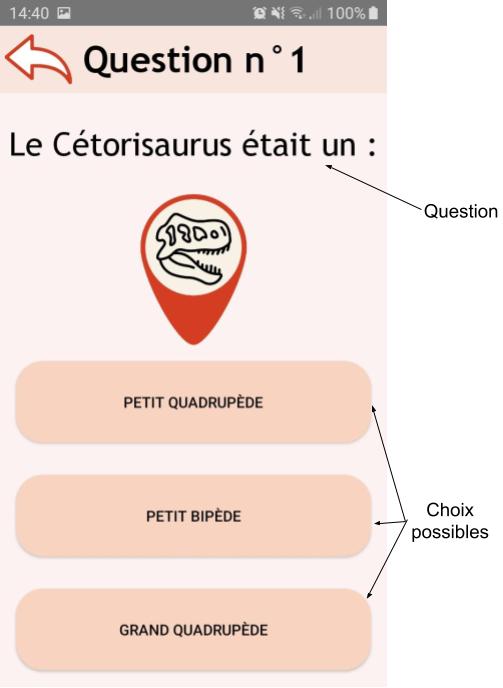 14:40
100%
Question n°1
Le Cétorisaurus était un :
Question
PETIT QUADRUPÈDE
PETIT BIPÈDE
Choix
possibles
GRAND QUADRUPÈDE